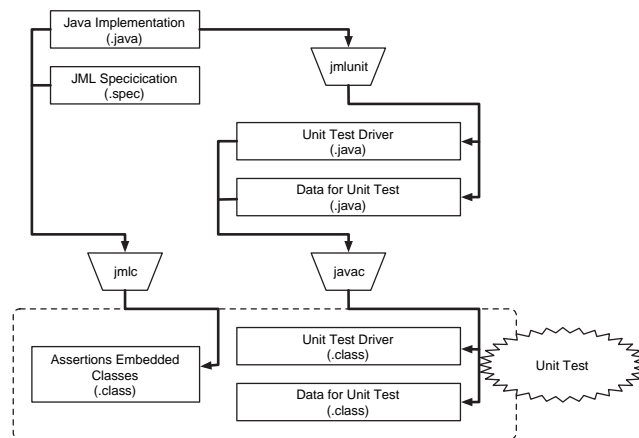 Java Implementation
(.java)
jmlunit
JML Specicication
(.spec)
Unit Test Driver
(.java)
Data for Unit Test
(.java)
jmlc
javac
Unit Test Driver
(.class)
Assertions Embedded
Classes
(.class)
Data for Unit Test
(.class)
Unit Test